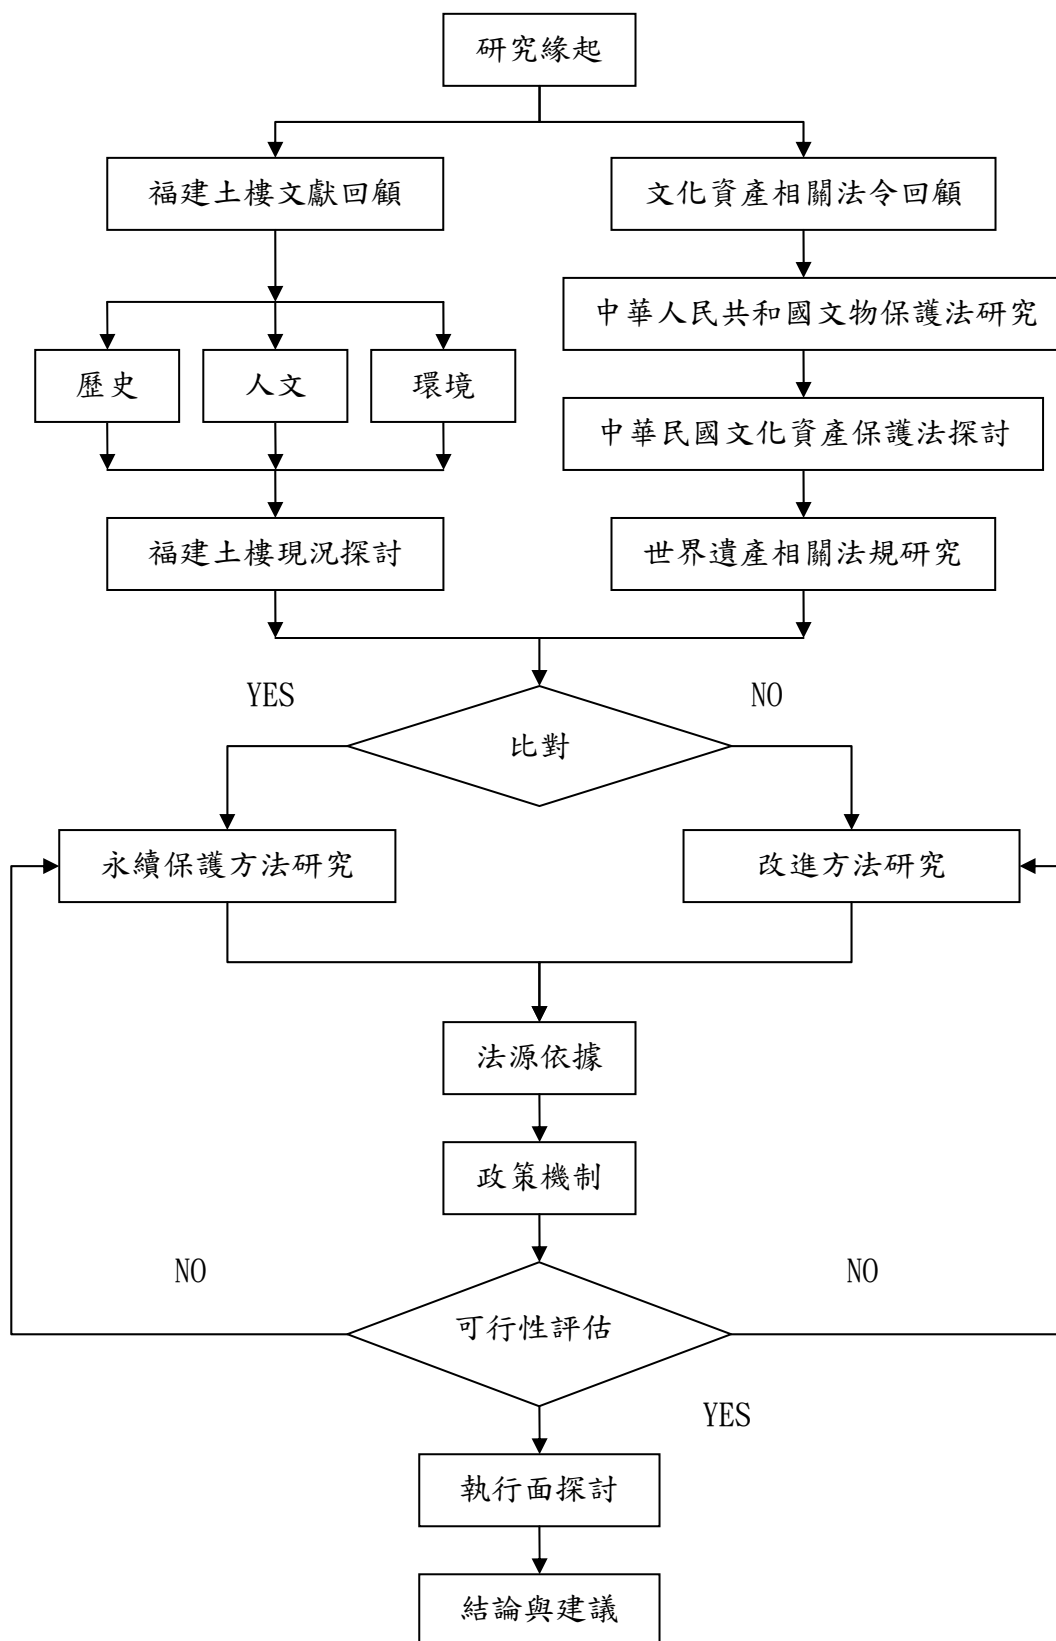 研究緣起
福建土樓文獻回顧
文化資產相關法令回顧
中華人民共和國文物保護法研究
歷史
人文
環境
中華民國文化資產保護法探討
福建土樓現況探討
世界遺產相關法規研究
YES
NO
比對
永續保護方法研究
改進方法研究
法源依據
政策機制
NO
NO
可行性評估
YES
執行面探討
結論與建議